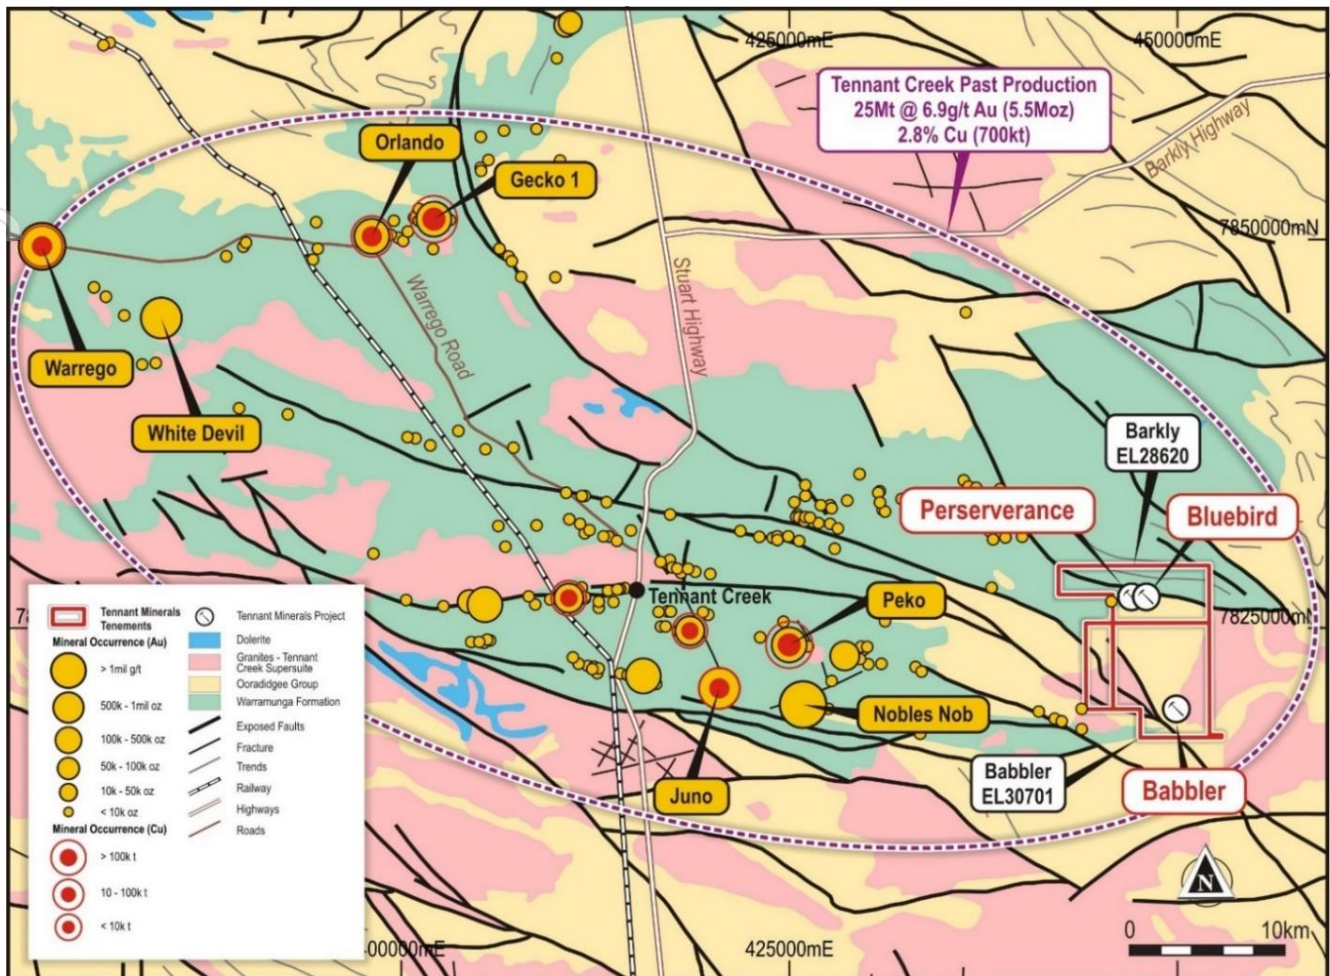 425000mE
450000mE
Tennant Creek Past Production
25Mt @ 6.9g/t Au (5.5Moz)
2.8% Cu (700kt)
Barkly Highway
Orlando
Gecko 1
7850000mN
Stuart Highway
Warrego Road
Warrego
White Devil
Barkly
EL28620
Perserverance
Bluebird
Tennant Creek
Peko
7825000mN
78
Nobles Nob
Juno
Babbler
EL30701
Babbler
Tennant Minerals
Tenements
Mineral Occurrence (Au)
> 1mil g/t
500k - 1mil oz
100k - 500k oz
50k - 100k oz
10k - 50k oz
< 10k oz
Mineral Occurrence (Cu)
> 100k t
10 - 100k t
< 10k t
Tennant Minerals Project
Dolerite
Granites - Tennant
Creek Supersuite
Ooradidgee Group
Warramunga Formation
Exposed Faults
Fracture
Trends
Railway
Highways
Roads
00000mE
425000mE
N
0 10km